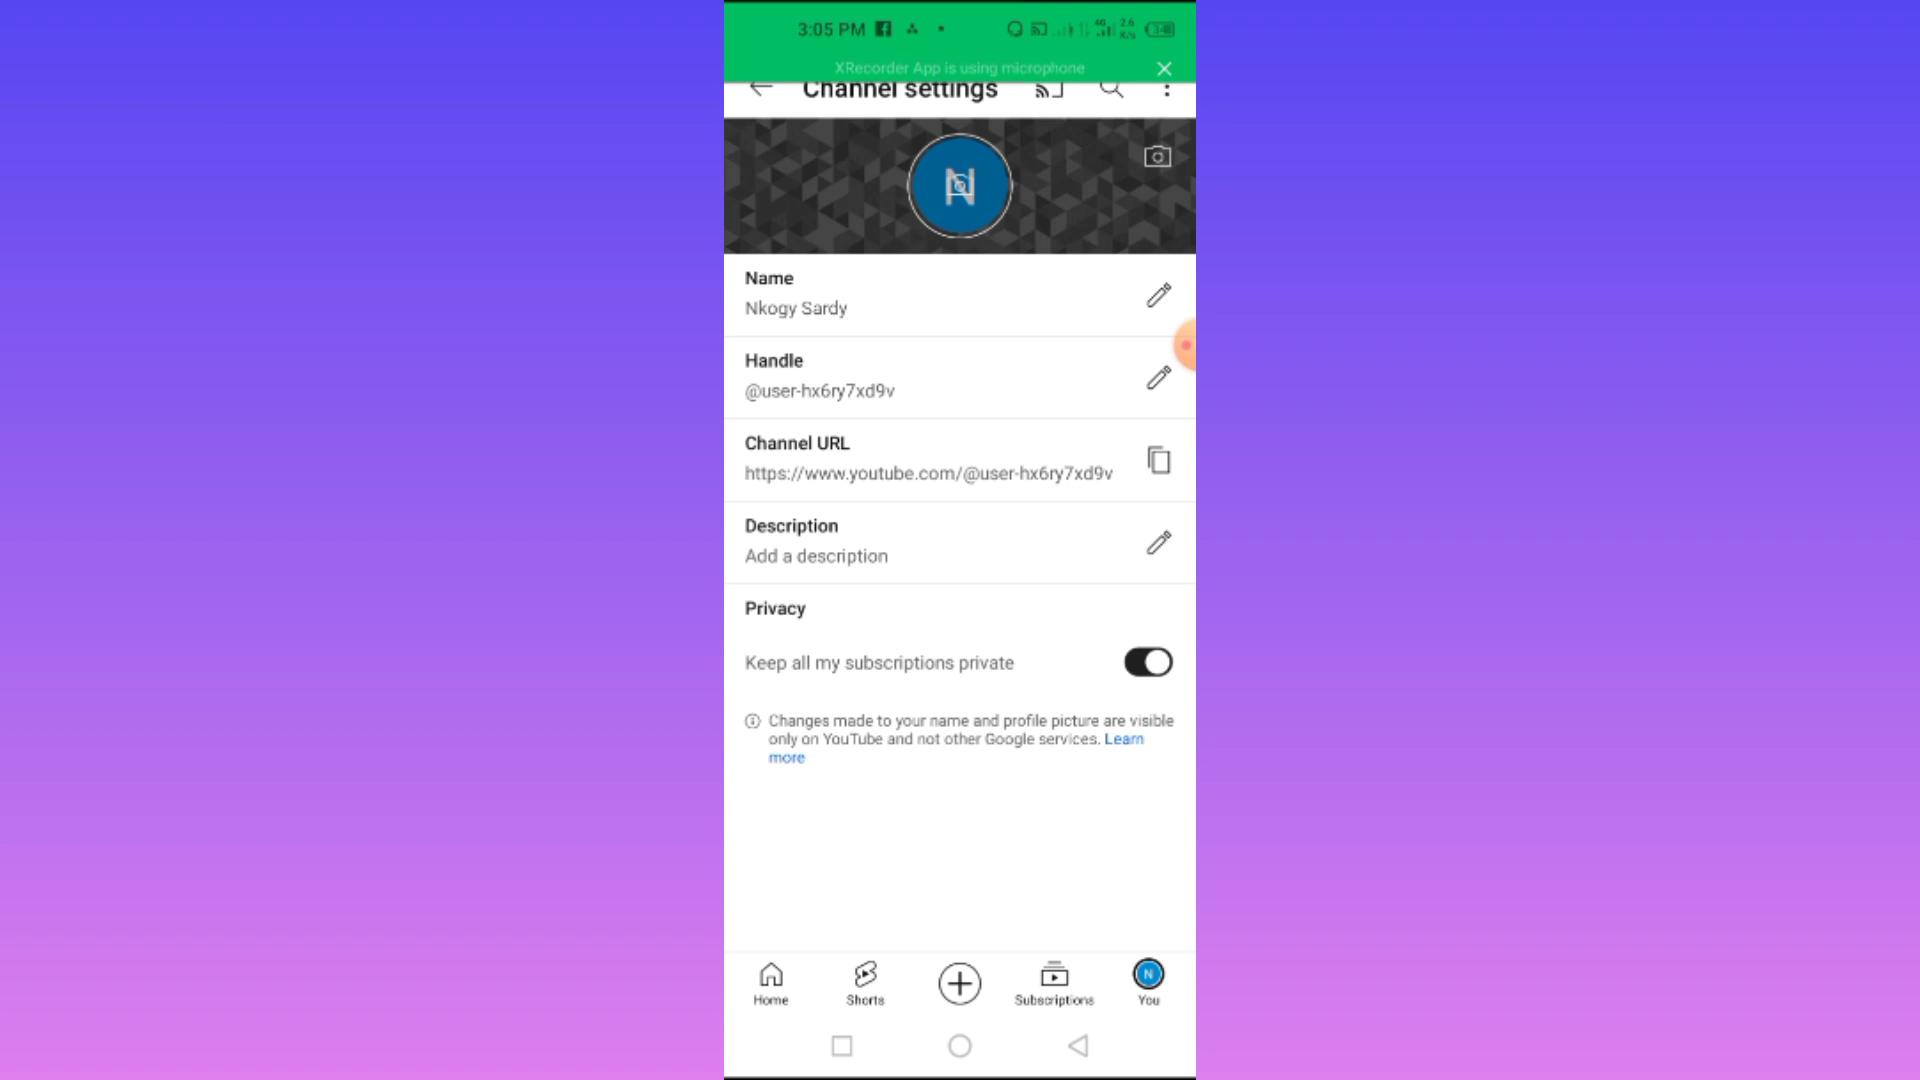 3:05 PM
4G 2.6
K/s
XRecorder App is using microphone
Channel settings
N
Name
Nkogy Sardy
Handle
@user-hx6ry7xd9v
Channel URL
https://www.youtube.com/@user-hx6ry7xd9v
Description
Add a description
Privacy
Keep all my subscriptions private
Changes made to your name and profile picture are visible
only on YouTube and not other Google services. Learn
more
Home
Shorts
Subscriptions
N
You